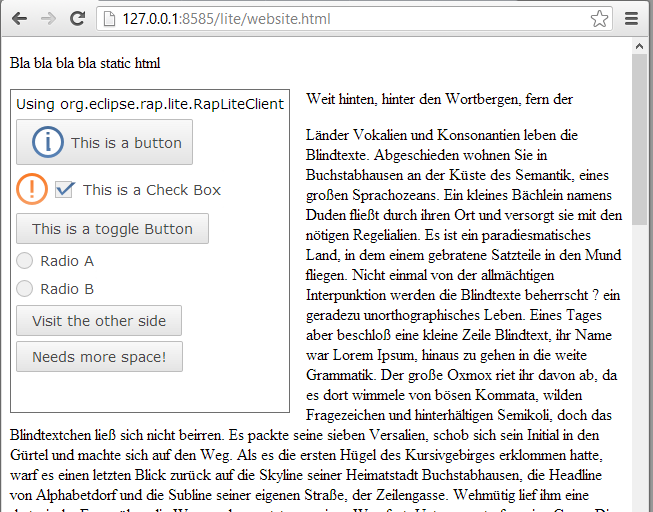 127.0.0.1:8585/lite/website.html
Bla bla bla bla static html
Using org.eclipse.rap.lite.RapLiteClient
This is a button
This is a Check Box
This is a toggle Button
Radio A
Radio B
Visit the other side
Needs more space!
Weit hinten, hinter den Wortbergen, fern der
Länder Vokalien und Konsonantien leben die
Blindtexte. Abgeschieden wohnen Sie in
Buchstabhausen an der Küste des Semantik, eines
großen Sprachozeans. Ein kleines Bächlein namens
Duden fließt durch ihren Ort und versorgt sie mit den
nötigen Regelialien. Es ist ein paradiesmatisches
Land, in dem einem gebratene Satzteile in den Mund
fliegen. Nicht einmal von der allmächtigen
Interpunktion werden die Blindtexte beherrscht ? ein
geradezu unorthographisches Leben. Eines Tages
aber beschloß eine kleine Zeile Blindtext, ihr Name
war Lorem Ipsum, hinaus zu gehen in die weite
Grammatik. Der große Oxmox riet ihr davon ab, da
es dort wimmele von bösen Kommata, wilden
Fragezeichen und hinterhältigen Semikoli, doch das
Blindtextchen ließ sich nicht beirren. Es packte seine sieben Versalien, schob sich sein Initial in den
Gürtel und machte sich auf den Weg. Als es die ersten Hügel des Kursivgebirges erklommen hatte,
warf es einen letzten Blick zurück auf die Skyline seiner Heimatstadt Buchstabhausen, die Headline
von Alphabetdorf und die Subline seiner eigenen Straße, der Zeilengasse. Wehmütig lief ihm eine